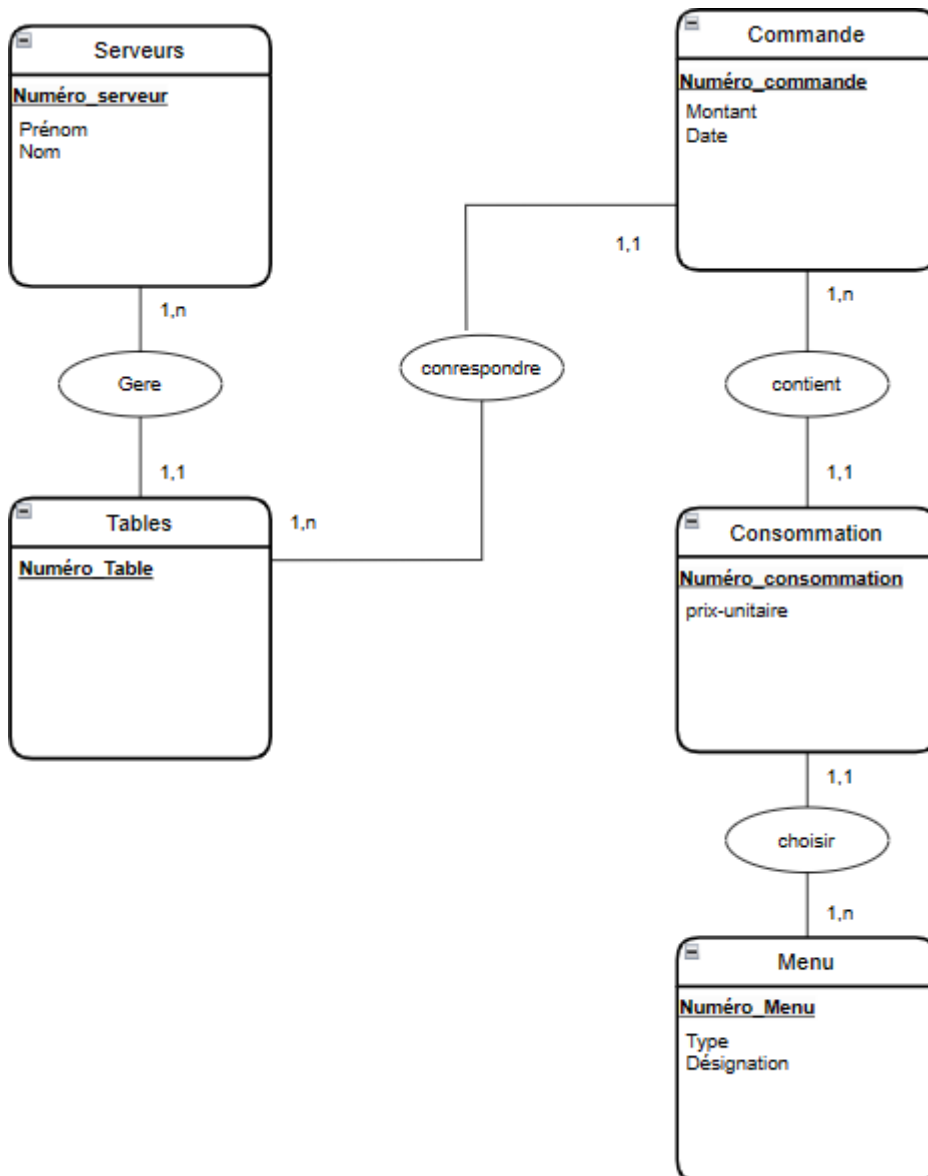 Serveurs
Numéro_serveur
Prénom
Nom
1,n
Gere
1,1
Tables
Numéro_Table
1,n
conrespondre
1,1
Commande
Numéro_commande
Montant
Date
1,n
contient
1,1
Consommation
Numéro_consommation
prix-unitaire
1,1
choisir
1,n
Menu
Numéro_Menu
Type
Désignation